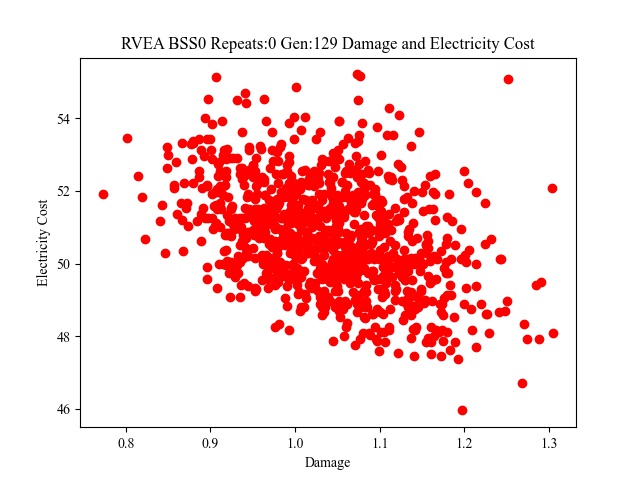 RVEA BSS0 Repeats:0 Gen:129 Damage and Electricity Cost
54
52
50
48
46
Electricity Cost
0.8 0.9 1.0 1.1 1.2 1.3
Damage